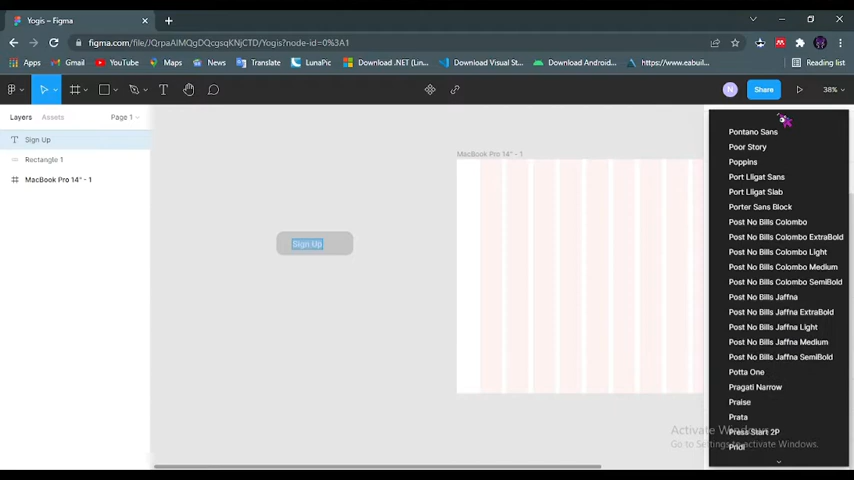 Yogis – Figma
figma.com/file/JQrpaAlMQDQcgsqKNjCTD/Yogis?node-id=0%3A1
Apps
Gmail
YouTube
Maps
News
Translate
LunaPic
Download .NET (Lin...
Download Visual St...
Download Android...
https://www.eabuil...
Reading list
N
Share
38%
Layers
Assets
Page 1
T Sign Up
Rectangle 1
MacBook Pro 14" - 1
MacBook Pro 14" - 1
Sign Up
Pontano Sans
Poor Story
Poppins
Port Lligat Sans
Port Lligat Slab
Porter Sans Block
Post No Bills Colombo
Post No Bills Colombo ExtraBold
Post No Bills Colombo Light
Post No Bills Colombo Medium
Post No Bills Colombo SemiBold
Post No Bills Jaffna
Post No Bills Jaffna ExtraBold
Post No Bills Jaffna Light
Post No Bills Jaffna Medium
Post No Bills Jaffna SemiBold
Potta One
Pragati Narrow
Praise
Prata
Press Start 2P
Pridi
Activate Windows
Go to Settings to activate Windows.